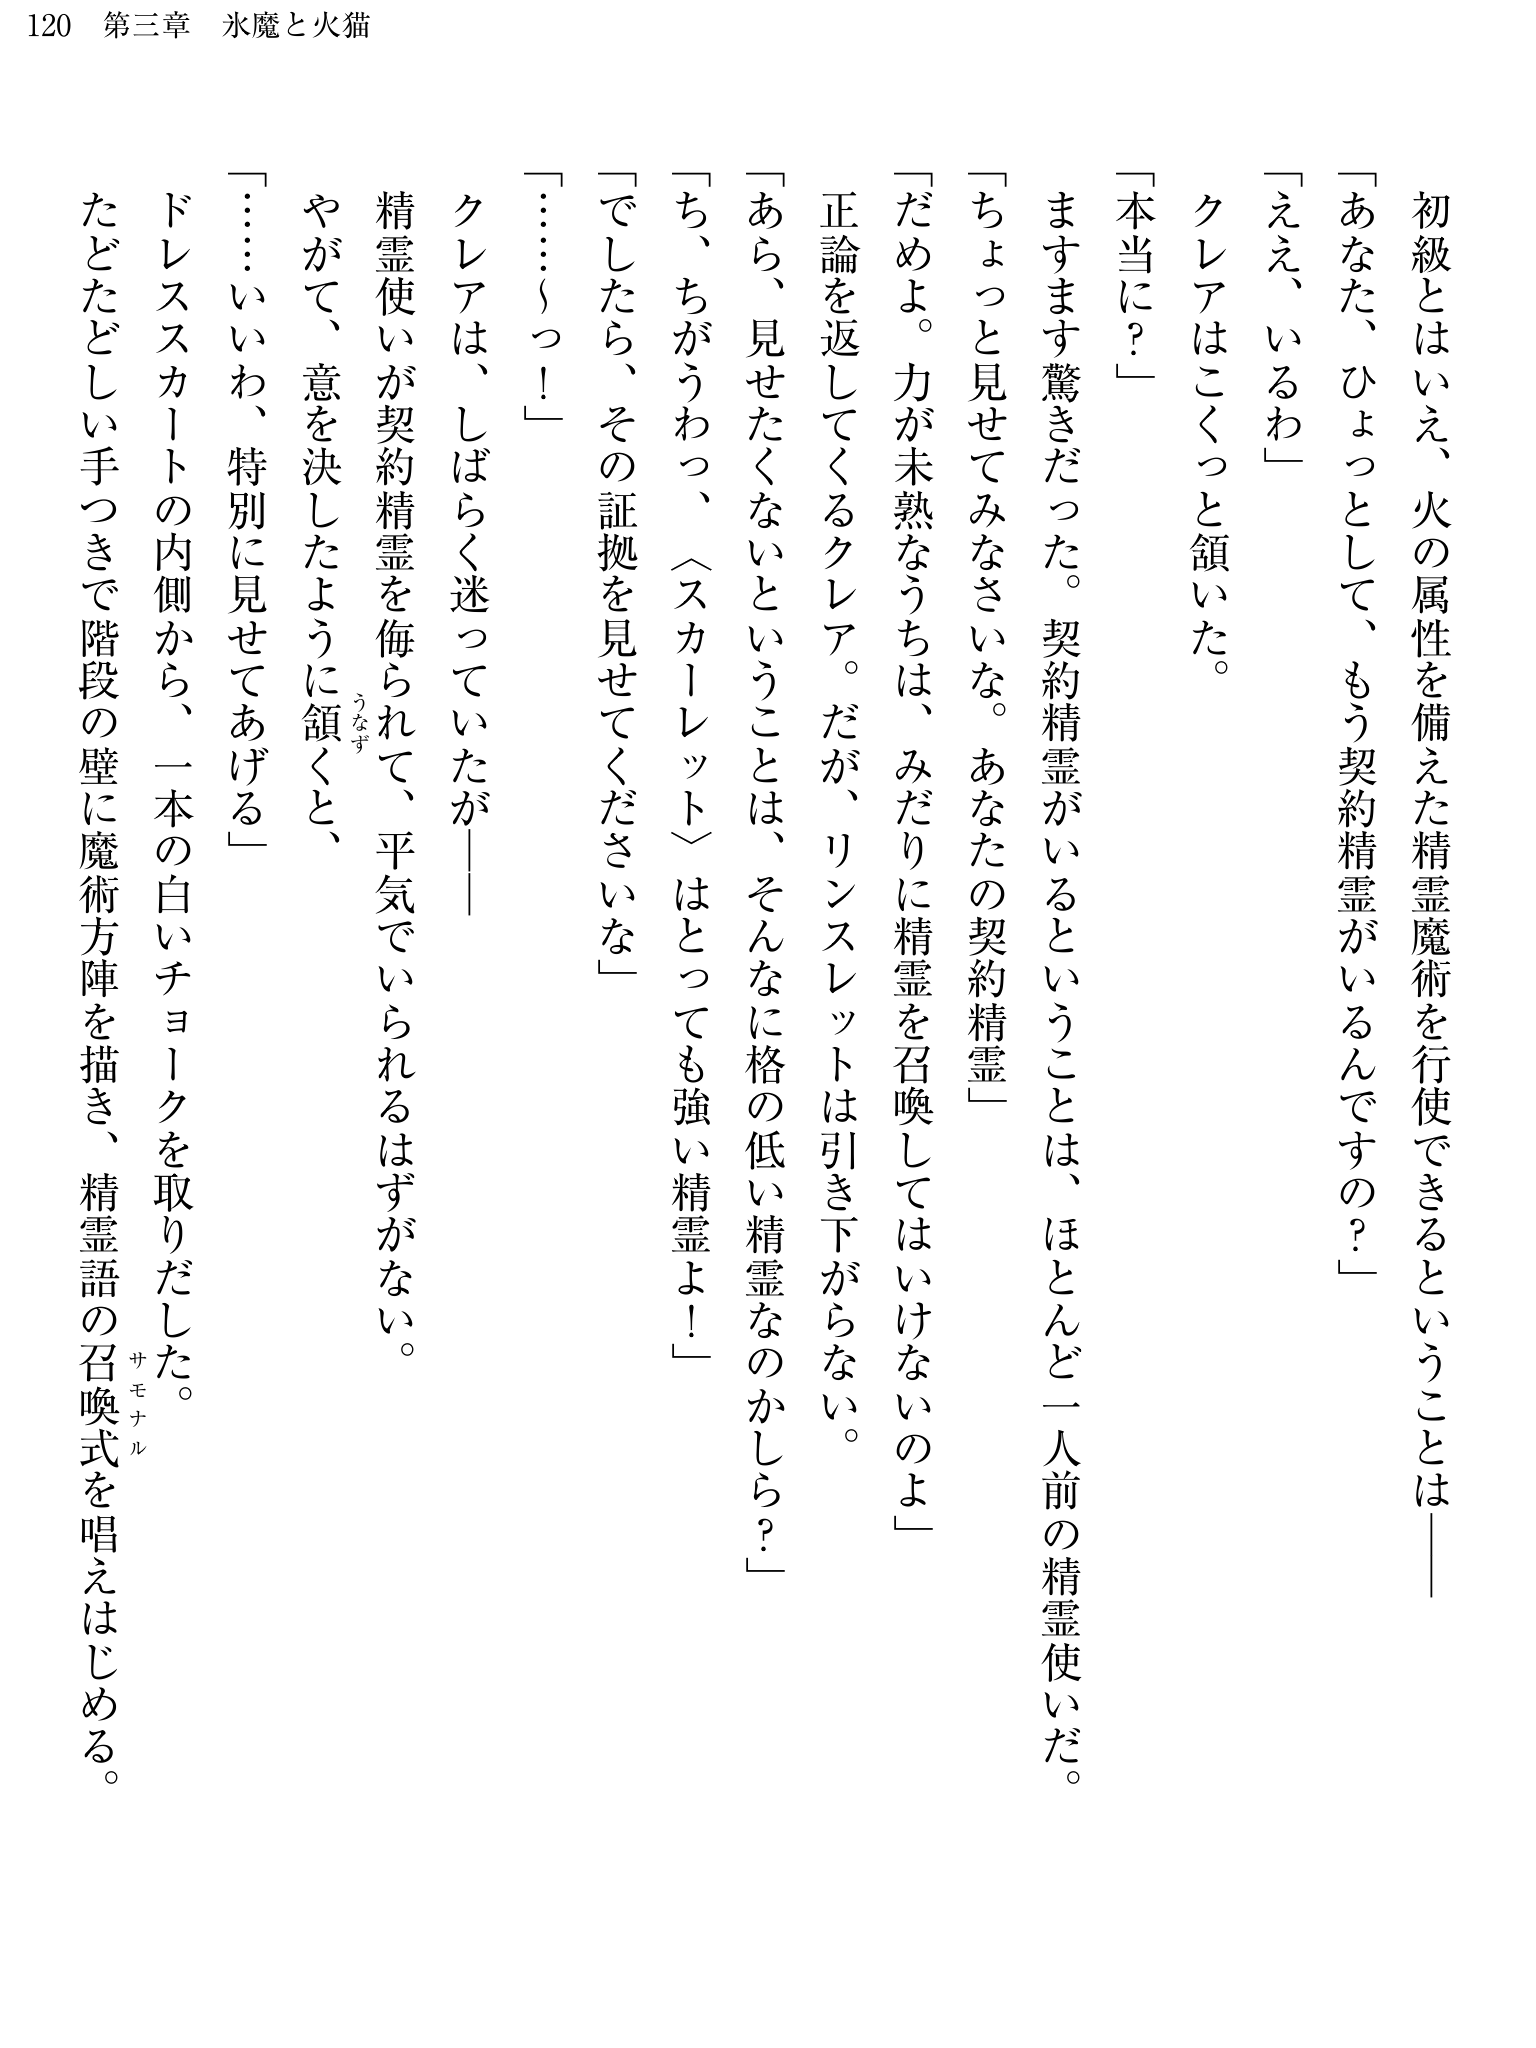 120　第三章　氷魔と火猫
　初級とはいえ、火の属性を備えた精霊魔術を行使できるということは――
「あなた、ひょっとして、もう契約精霊がいるんですの？」
「ええ、いるわ」
　クレアはこくっと頷いた。
「本当に？」
　ますます驚きだった。契約精霊がいるということは、ほとんど一人前の精霊使いだ。
「ちょっと見せてみなさいな。あなたの契約精霊」
「だめよ。力が未熟なうちは、みだりに精霊を召喚してはいけないのよ」
　正論を返してくるクレア。だが、リンスレットは引き下がらない。
「あら、見せたくないということは、そんなに格の低い精霊なのかしら？」
「ち、ちがうわっ、〈スカーレット〉はとっても強い精霊よ！」
「でしたら、その証拠を見せてくださいな」
「……～っ！」
　クレアは、しばらく迷っていたが――
　精霊使いが契約精霊を侮られて、平気でいられるはずがない。
　やがて、意を決したように頷くと、
うなず
「……いいわ、特別に見せてあげる」
　ドレススカートの内側から、一本の白いチョークを取りだした。
　たどたどしい手つきで階段の壁に魔術方陣を描き、精霊語の召喚式を唱えはじめる。
サモナル